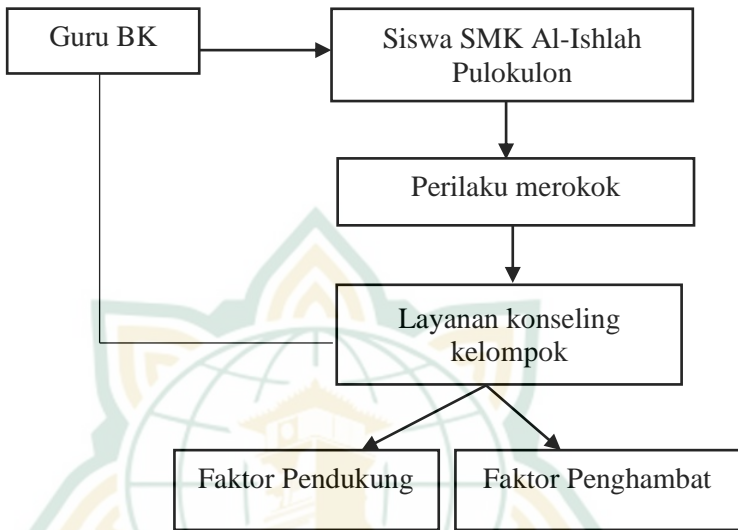 Guru BK
Siswa SMK Al-Ishlah
Pulokulon
Perilaku merokok
Layanan konseling
kelompok
Faktor Pendukung
Faktor Penghambat